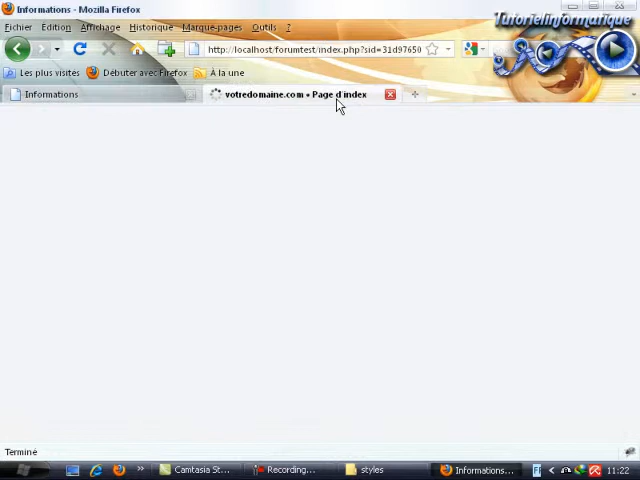 Informations - Mozilla Firefox
Tutorielinformatique
Fichier Edition Affichage Historique Marque-pages Outils ?
http://localhost/forumtest/index.php?sid=31d97650
Les plus visités Débuter avec Firefox À la une
Informations votredomaine.com • Page d'index
Terminé
Camtasia St... Recording... styles Informations... 11:22